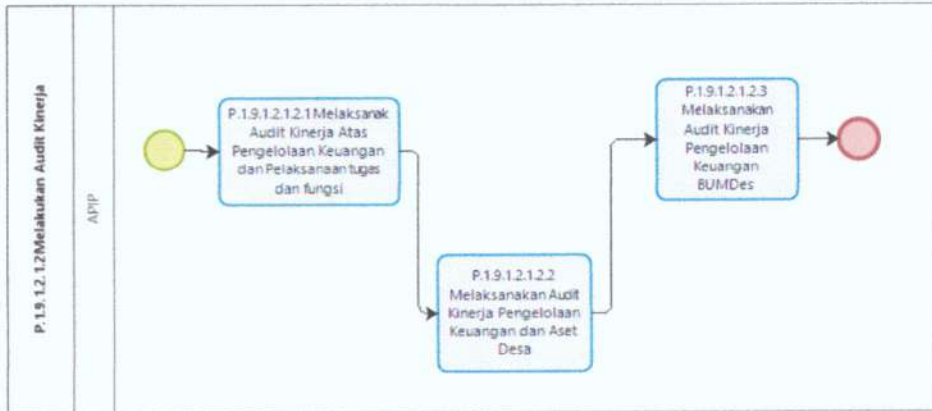 P.1.9.1.2.1.2 Melakukan Audit Kinerja
APIP
P.1.9.1.2.1.2.1 Melaksanak
Audit Kinerja Atas
Pengelolaan Keuangan
dan Pelaksanaan tugas
dan fungsi
P.1.9.1.2.1.2.2
Melaksanakan Audit
Kinerja Pengelolaan
Keuangan dan Aset
Desa
P.1.9.1.2.1.2.3
Melaksanakan
Audit Kinerja
Pengelolaan
Keuangan
BUMDes